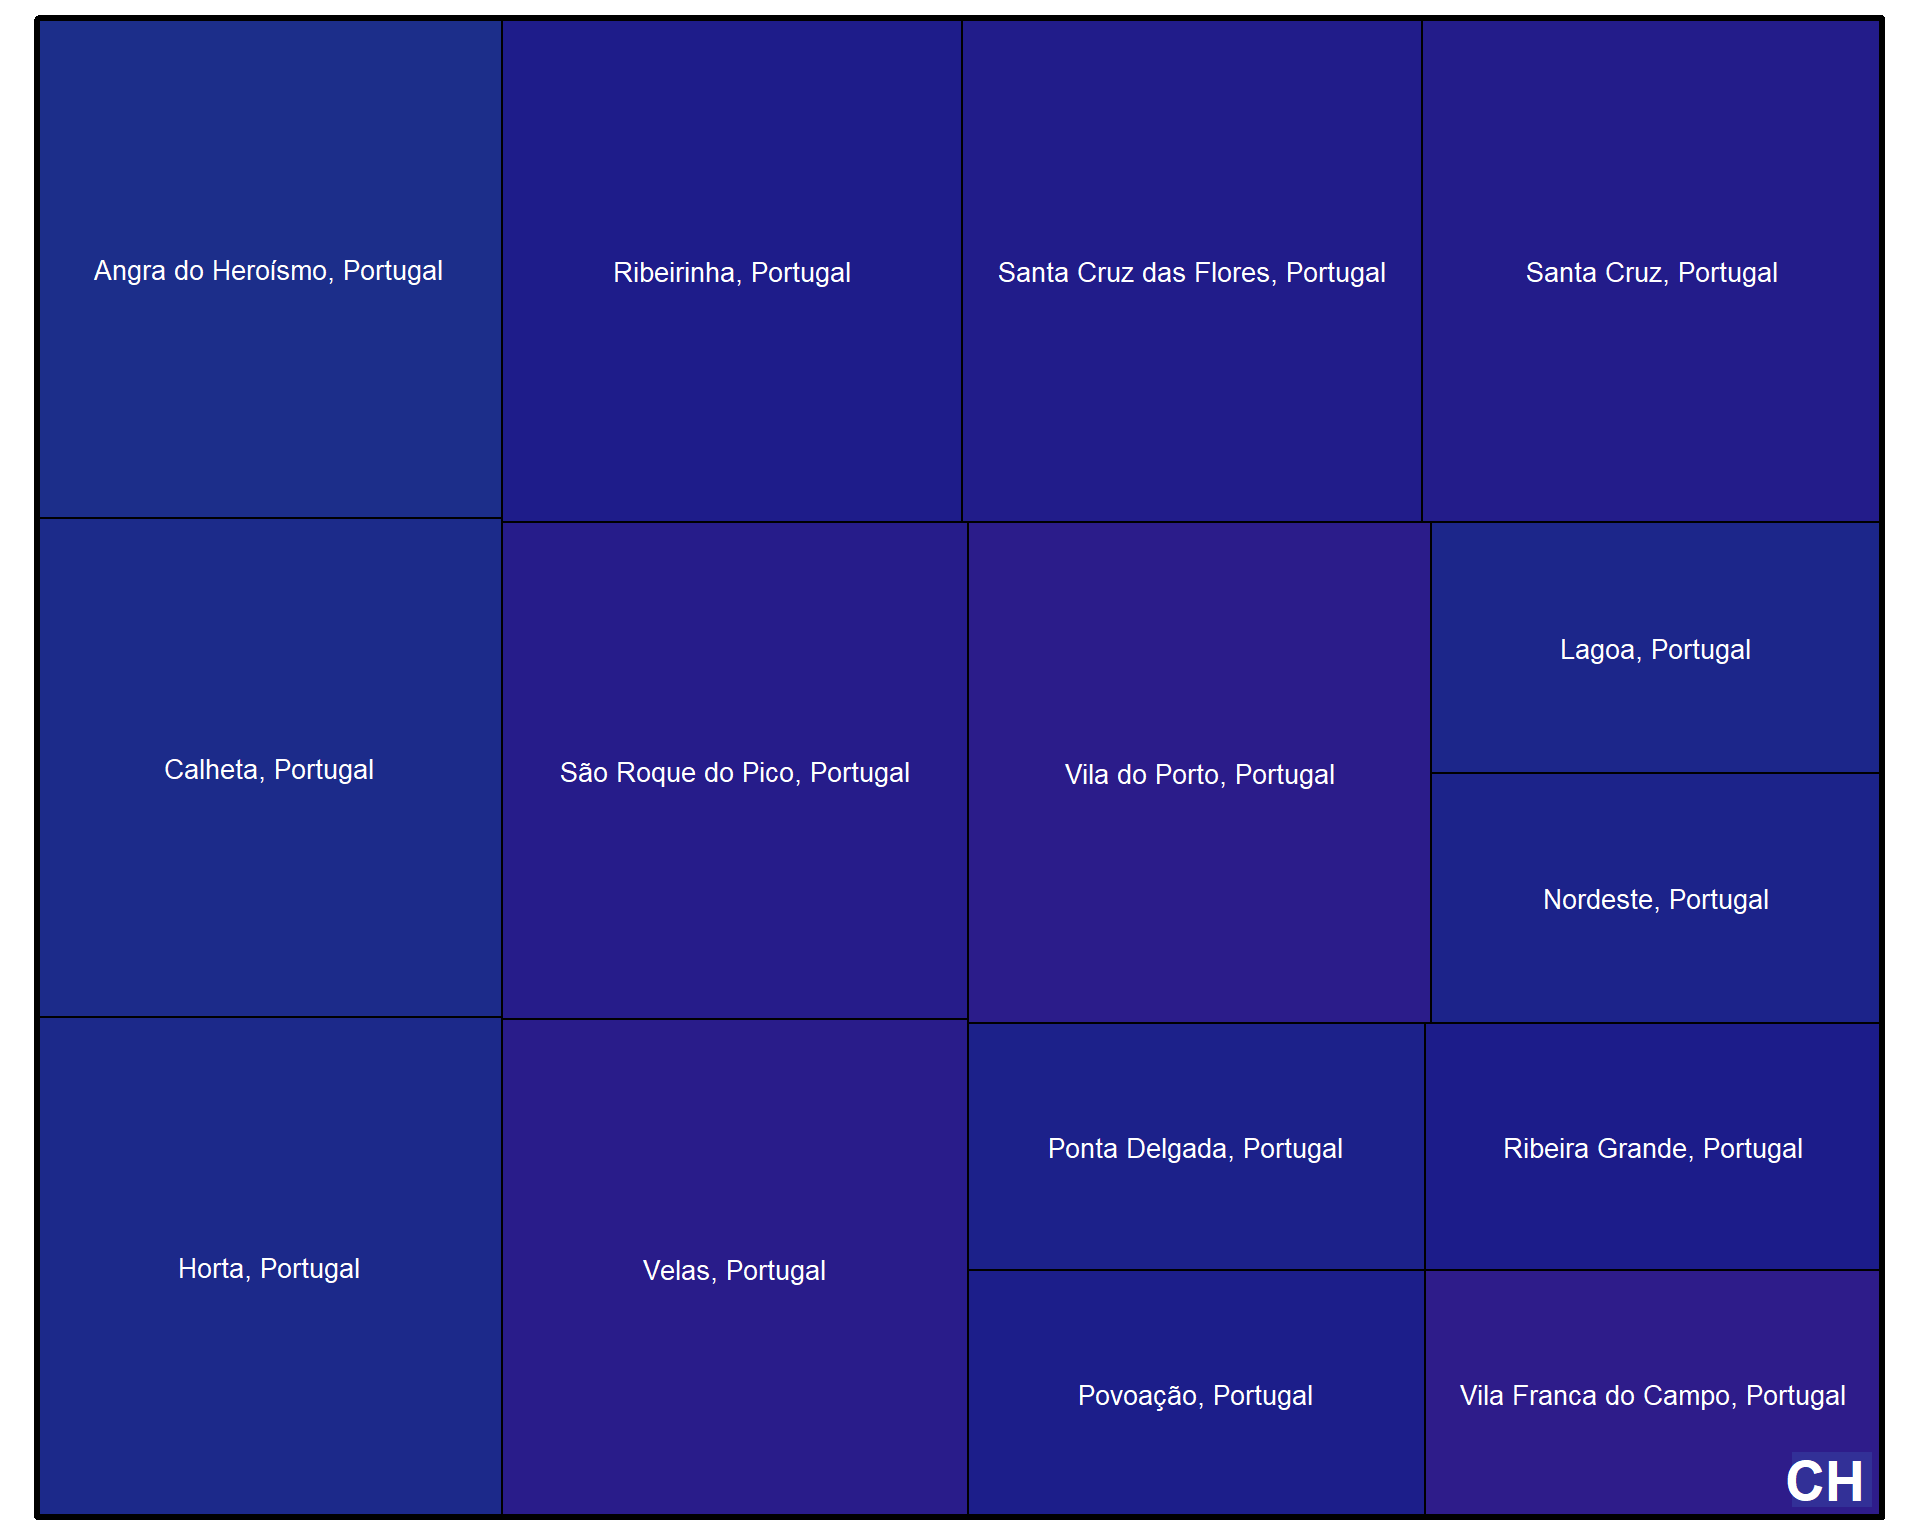 Angra do Heroísmo, Portugal
Ribeirinha, Portugal
Santa Cruz das Flores, Portugal
Santa Cruz, Portugal
Calheta, Portugal
São Roque do Pico, Portugal
Vila do Porto, Portugal
Lagoa, Portugal
Nordeste, Portugal
Horta, Portugal
Velas, Portugal
Ponta Delgada, Portugal
Ribeira Grande, Portugal
Povoação, Portugal
Vila Franca do Campo, Portugal
CH